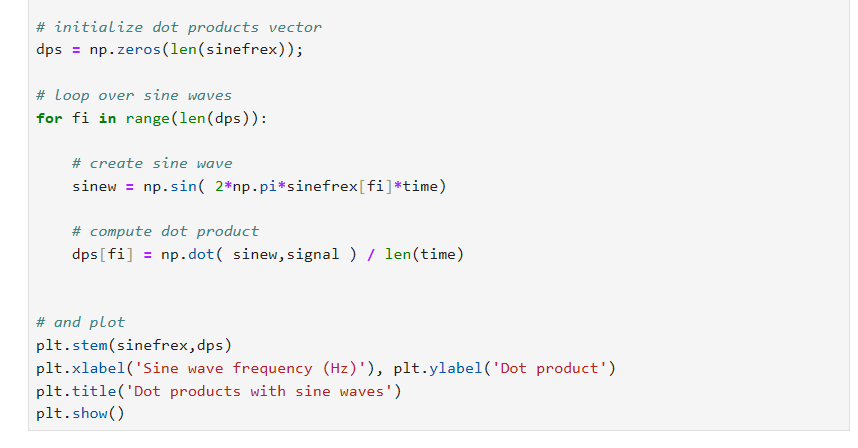 # initialize dot products vector
dps = np.zeros(len(sinefrex));
# loop over sine waves
for fi in range(len(dps)):
    # create sine wave
    sinew = np.sin( 2*np.pi*sinefrex[fi]*time)
    # compute dot product
    dps[fi] = np.dot( sinew,signal ) / len(time)
# and plot
plt.stem(sinefrex,dps)
plt.xlabel('Sine wave frequency (Hz)'), plt.ylabel('Dot product')
plt.title('Dot products with sine waves')
plt.show()